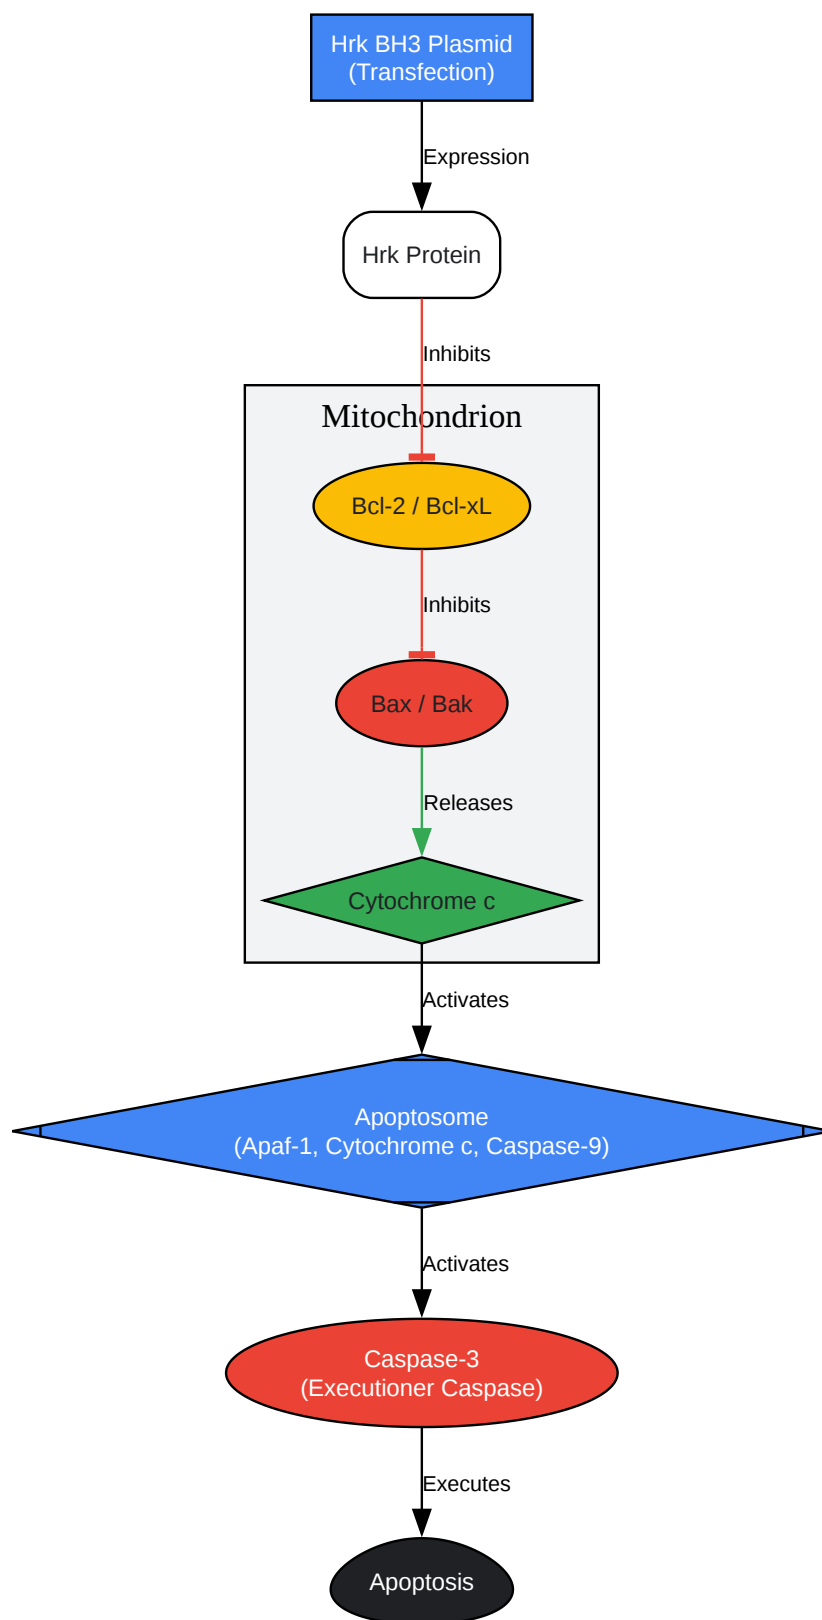 Hrk BH3 Plasmid
(Transfection)
Expression
Hrk Protein
Inhibits
Mitochondrion
Bcl-2 / Bcl-xL
Inhibits
Bax / Bak
Releases
Cytochrome c
Activates
Apoptosome
(Apaf-1, Cytochrome c, Caspase-9)
Activates
Caspase-3
(Executioner Caspase)
Executes
Apoptosis